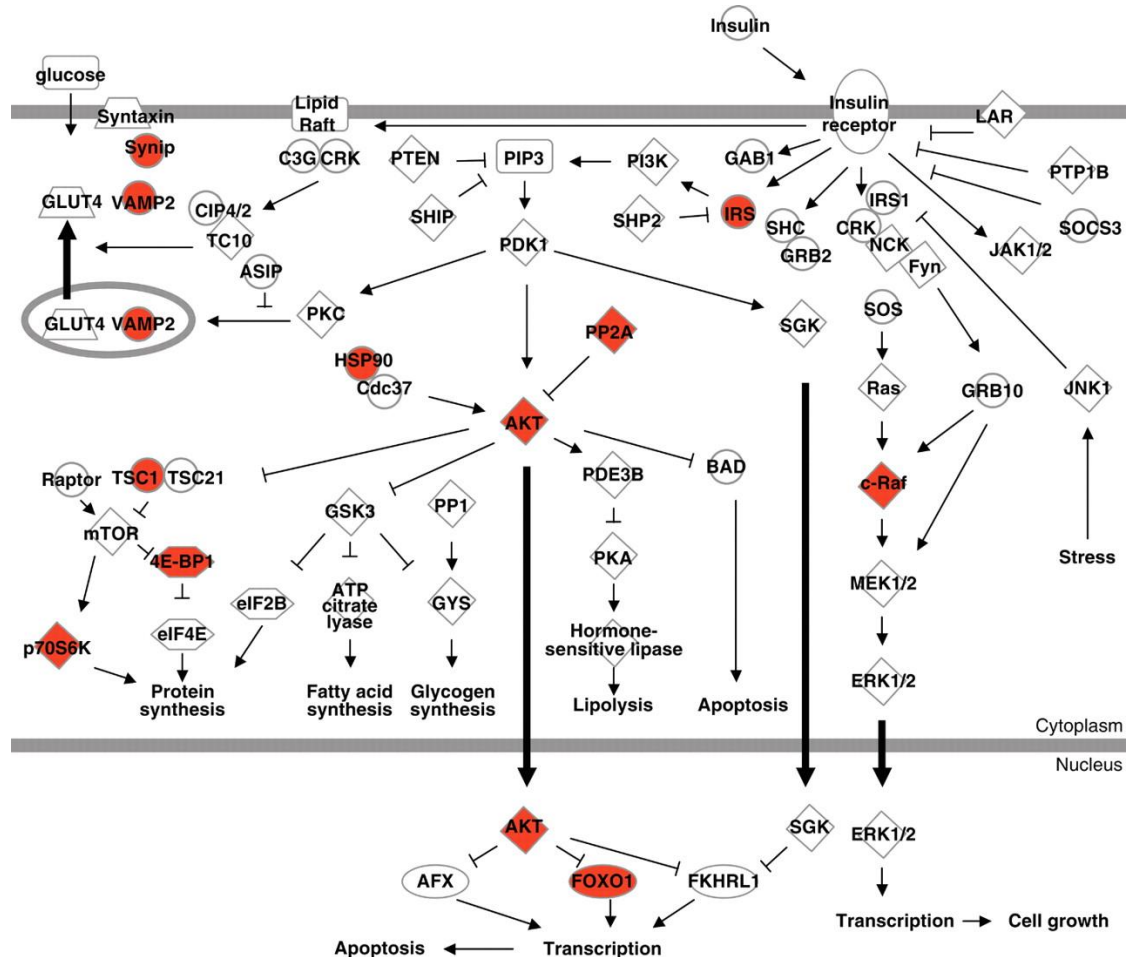 Insulin
glucose
Syntaxin
Lipid
Raft
Insulin
receptor
LAR
Synip
C3G CRK
PTEN
PIP3
PI3K
GAB1
PTP1B
GLUT4 VAMP2
CIP4/2
TC10
SHIP
SHP2
IRS
SHC
GRB2
IRS1
CRK
NCK
Fyn
JAK1/2
SOCS3
ASIP
PDK1
GLUT4 VAMP2
PKC
PP2A
SGK
SOS
HSP90
Cdc37
Ras
GRB10
JNK1
AKT
Raptor
TSC1 TSC21
PDE3B
BAD
c-Raf
mTOR
GSK3
PP1
4E-BP1
PKA
Stress
eIF2B
ATP
citrate
lyase
GYS
MEK1/2
p70S6K
eIF4E
Hormone-
sensitive lipase
ERK1/2
Protein
synthesis
Fatty acid
synthesis
Glycogen
synthesis
Lipolysis
Apoptosis
Cytoplasm
Nucleus
AKT
SGK
ERK1/2
AFX
FOXO1
FKHRL1
Transcription
Cell growth
Apoptosis
Transcription